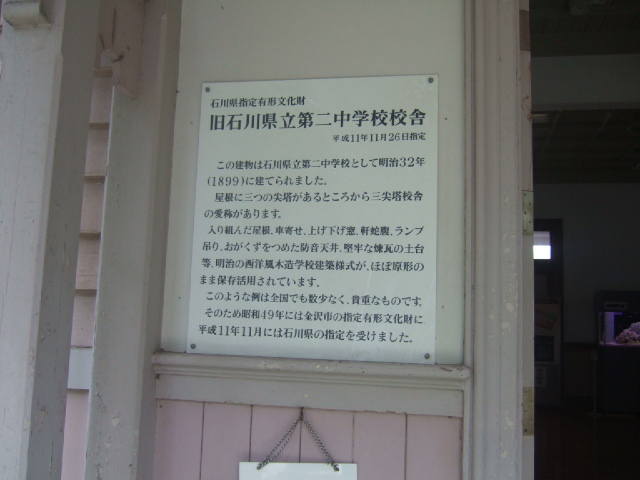 石川県指定有形文化財
旧石川県立第二中学校校舎
平成11年11月26日指定
この建物は石川県立第二中学校として明治32年
(1899)に建てられました。
屋根に三つの尖塔があるところから三尖塔校舎
の愛称があります。
入り組んだ屋根、車寄せ、上げ下げ窓、軒蛇腹、ランプ
吊り、おがくずをつめた防音天井、堅牢な煉瓦の土台
等、明治の西洋風木造学校建築様式が、ほぼ原形の
まま保存活用されています。
このような例は全国でも数少なく、貴重なものです。
そのため昭和49年には金沢市の指定有形文化財に
平成11年11月には石川県の指定を受けました。